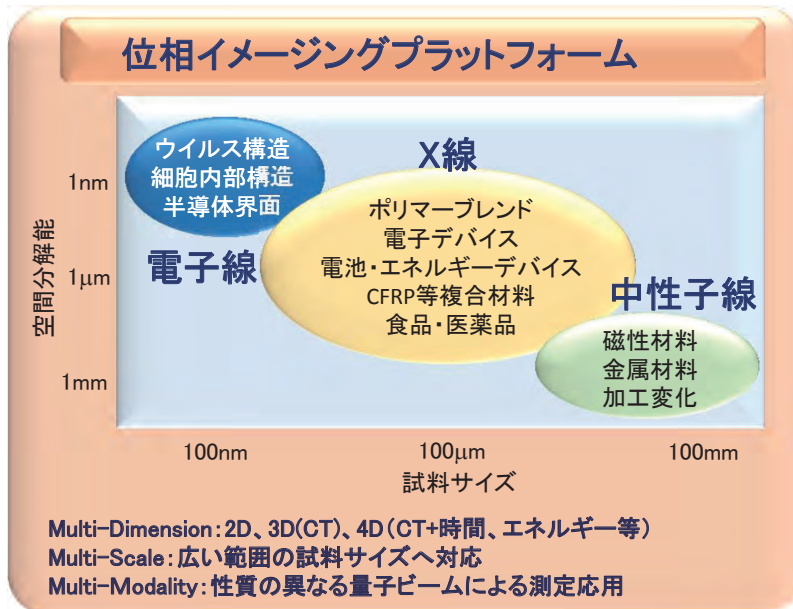 位相イメージングプラットフォーム
ウイルス構造
細胞内部構造
半導体界面
電子線
X線
ポリマーブレンド
電子デバイス
電池・エネルギーデバイス
CFRP等複合材料
食品・医薬品
中性子線
磁性材料
金属材料
加工変化
空間分解能
1nm
1μm
1mm
100nm
100μm
100mm
試料サイズ
Multi-Dimension：2D、3D(CT)、4D（CT+時間、エネルギー等）
Multi-Scale：広い範囲の試料サイズへ対応
Multi-Modality：性質の異なる量子ビームによる測定応用